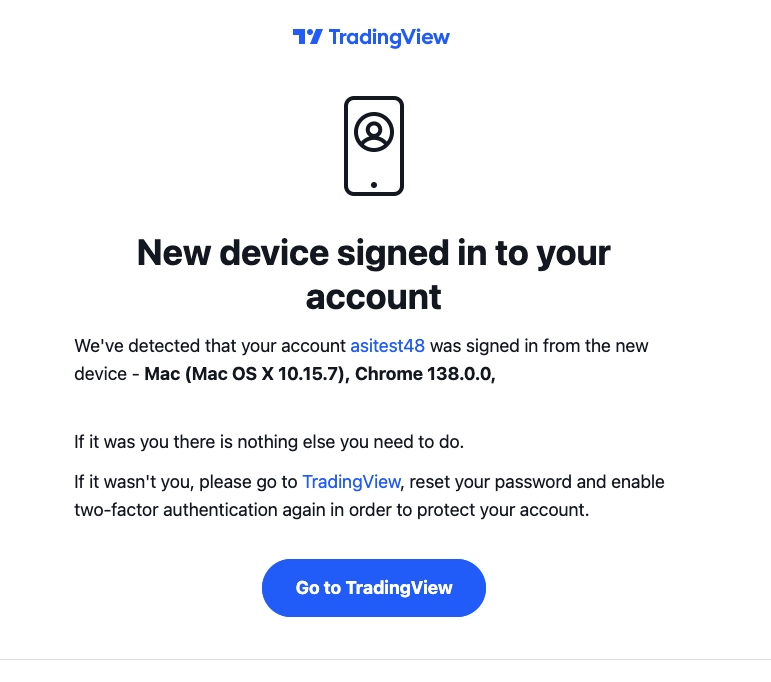 TradingView
New device signed in to your
account
We've detected that your account asitest48 was signed in from the new
device - Mac (Mac OS X 10.15.7), Chrome 138.0.0,
If it was you there is nothing else you need to do.
If it wasn't you, please go to TradingView, reset your password and enable
two-factor authentication again in order to protect your account.
Go to TradingView